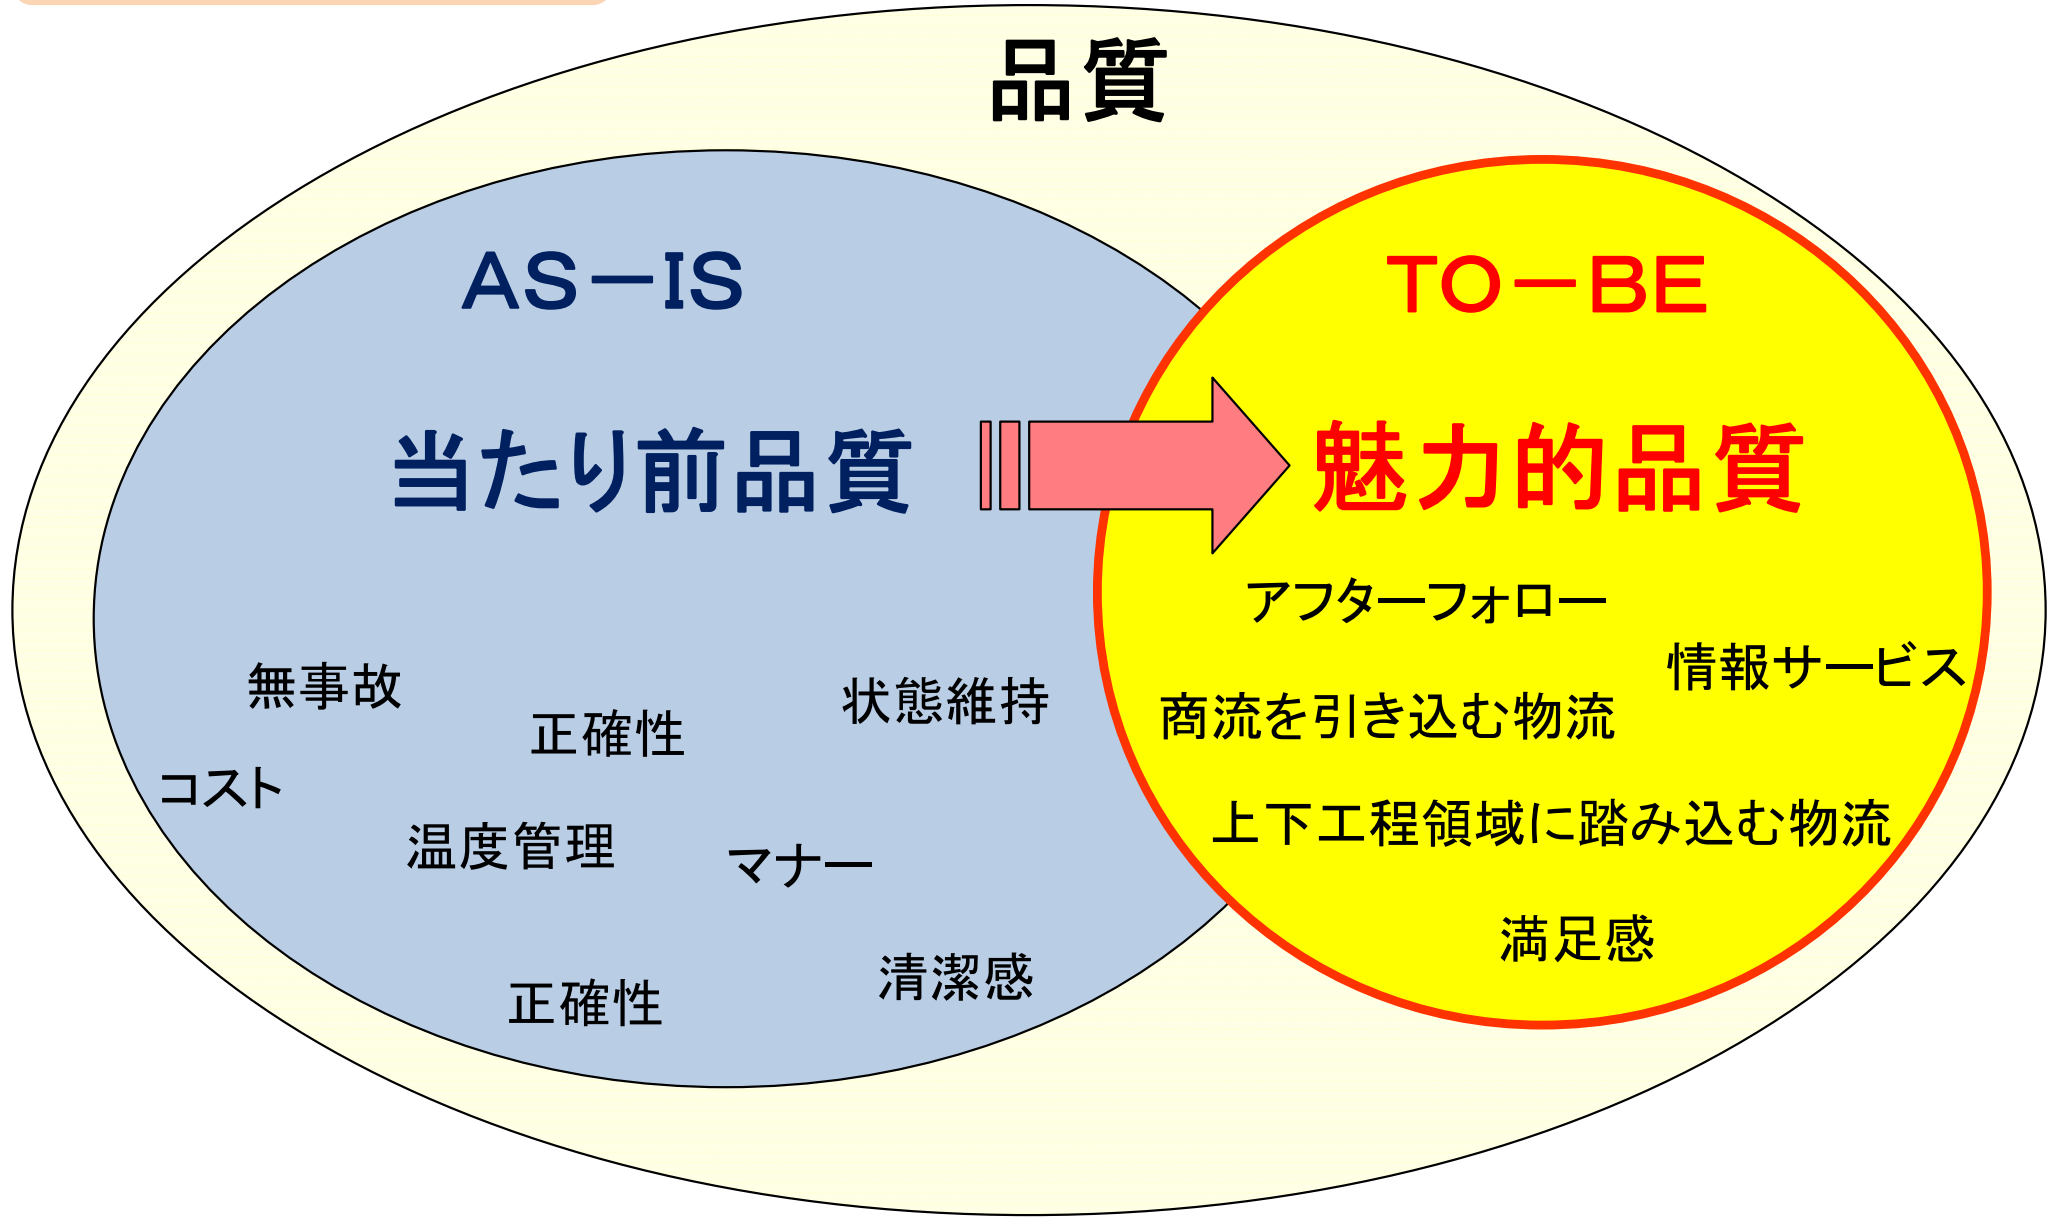 品質
AS－IS
TO－BE
当たり前品質
魅力的品質
アフターフォロー
情報サービス
無事故
状態維持
商流を引き込む物流
正確性
コスト
上下工程領域に踏み込む物流
温度管理
マナー
満足感
清潔感
正確性